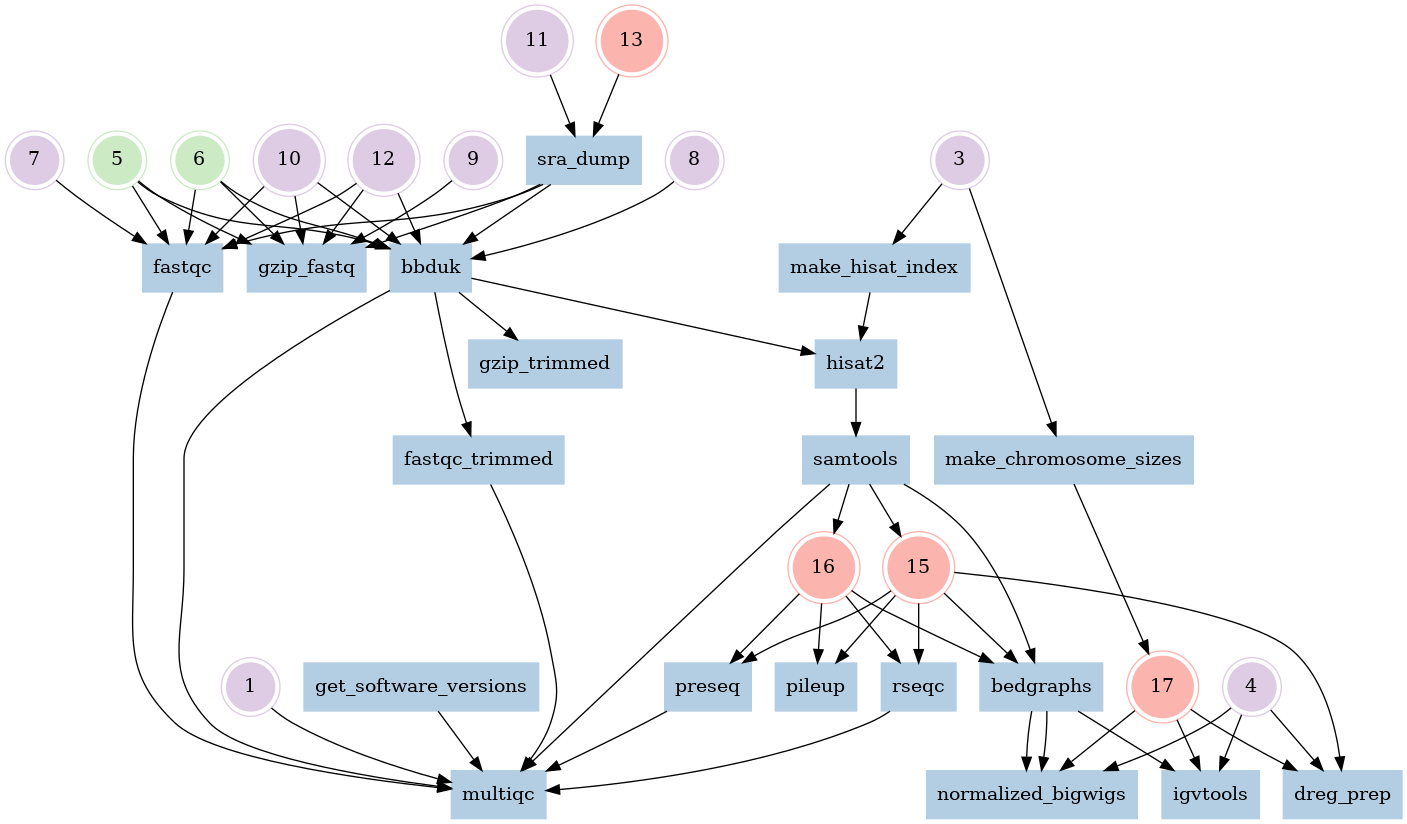 11
13
7
5
6
10
12
9
sra_dump
8
3
fastqc
gzip_fastq
bbduk
make_hisat_index
gzip_trimmed
hisat2
fastqc_trimmed
samtools
make_chromosome_sizes
16
15
1
get_software_versions
preseq
pileup
rseqc
bedgraphs
17
4
multiqc
normalized_bigwigs
igvtools
dreg_prep